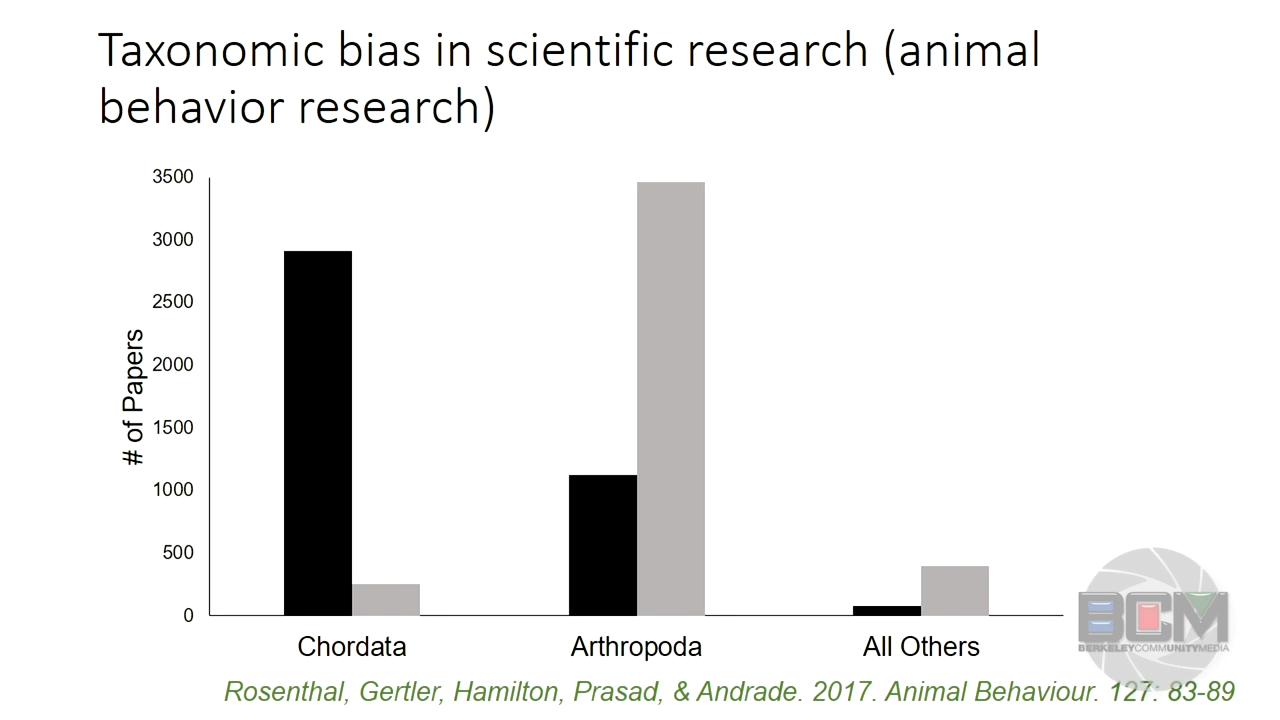 Taxonomic bias in scientific research (animal
behavior research)
3500
3000
2500
2000
1500
1000
500
0
# of Papers
Chordata
Arthropoda
All Others
BCM
BERKELEYCOMMUNITYMEDIA
Rosenthal, Gertler, Hamilton, Prasad, & Andrade. 2017. Animal Behaviour. 127: 83-89